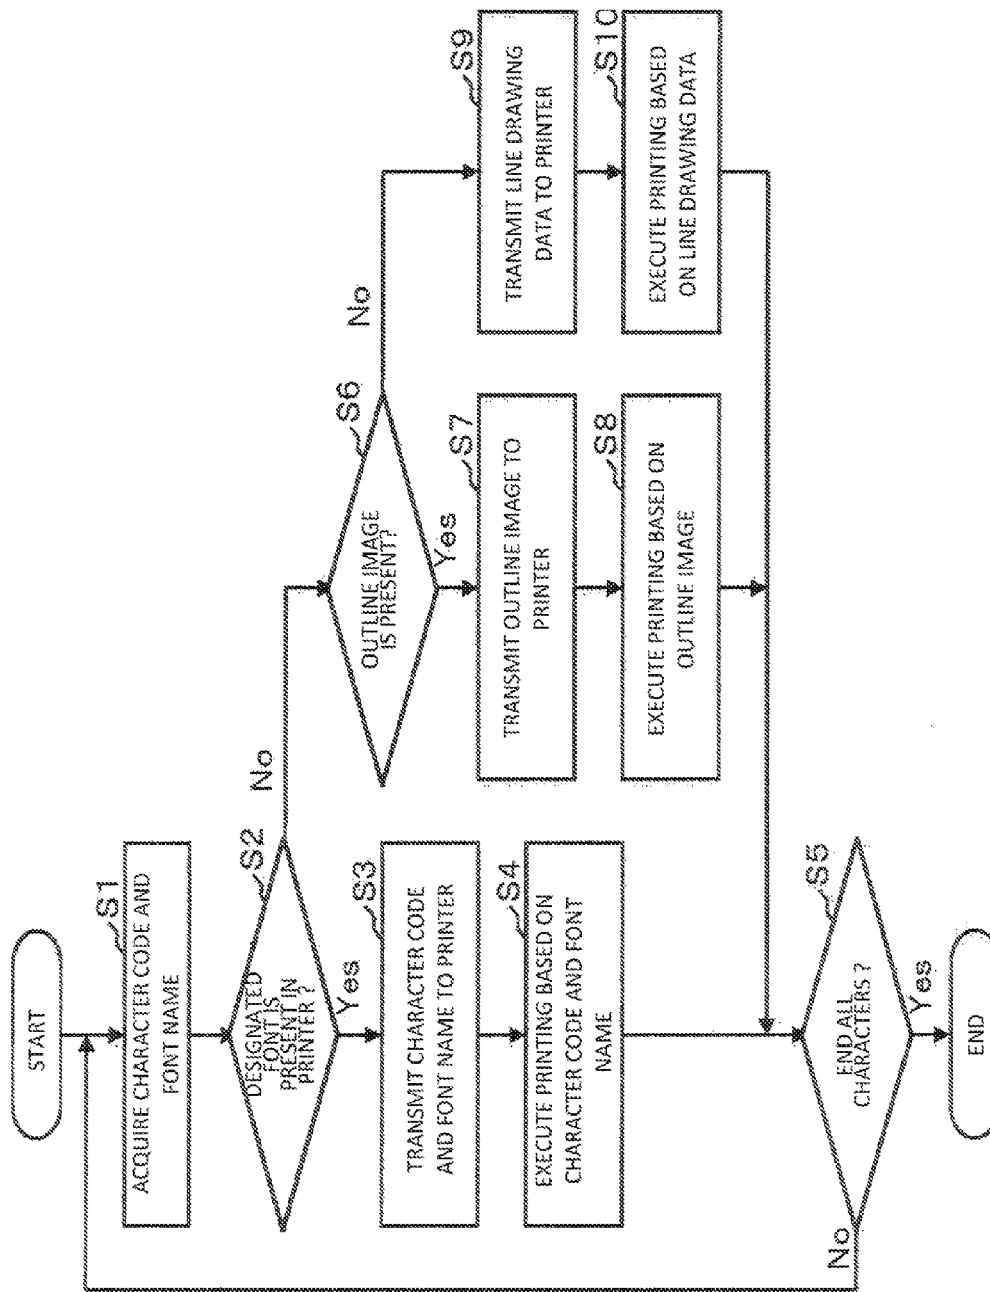 START
S1
ACQUIRE CHARACTER CODE AND
FONT NAME
S2
DESIGNATED
FONT IS
PRESENT IN
PRINTER ?
No
Yes
S3
TRANSMIT CHARACTER CODE
AND FONT NAME TO PRINTER
S4
EXECUTE PRINTING BASED ON
CHARACTER CODE AND FONT
NAME
S6
OUTLINE IMAGE
IS PRESENT?
No
Yes
S7
TRANSMIT OUTLINE IMAGE TO
PRINTER
S8
EXECUTE PRINTING BASED ON
OUTLINE IMAGE
S9
TRANSMIT LINE DRAWING
DATA TO PRINTER
S10
EXECUTE PRINTING BASED
ON LINE DRAWING DATA
S5
END ALL
CHARACTERS ?
No
Yes
END